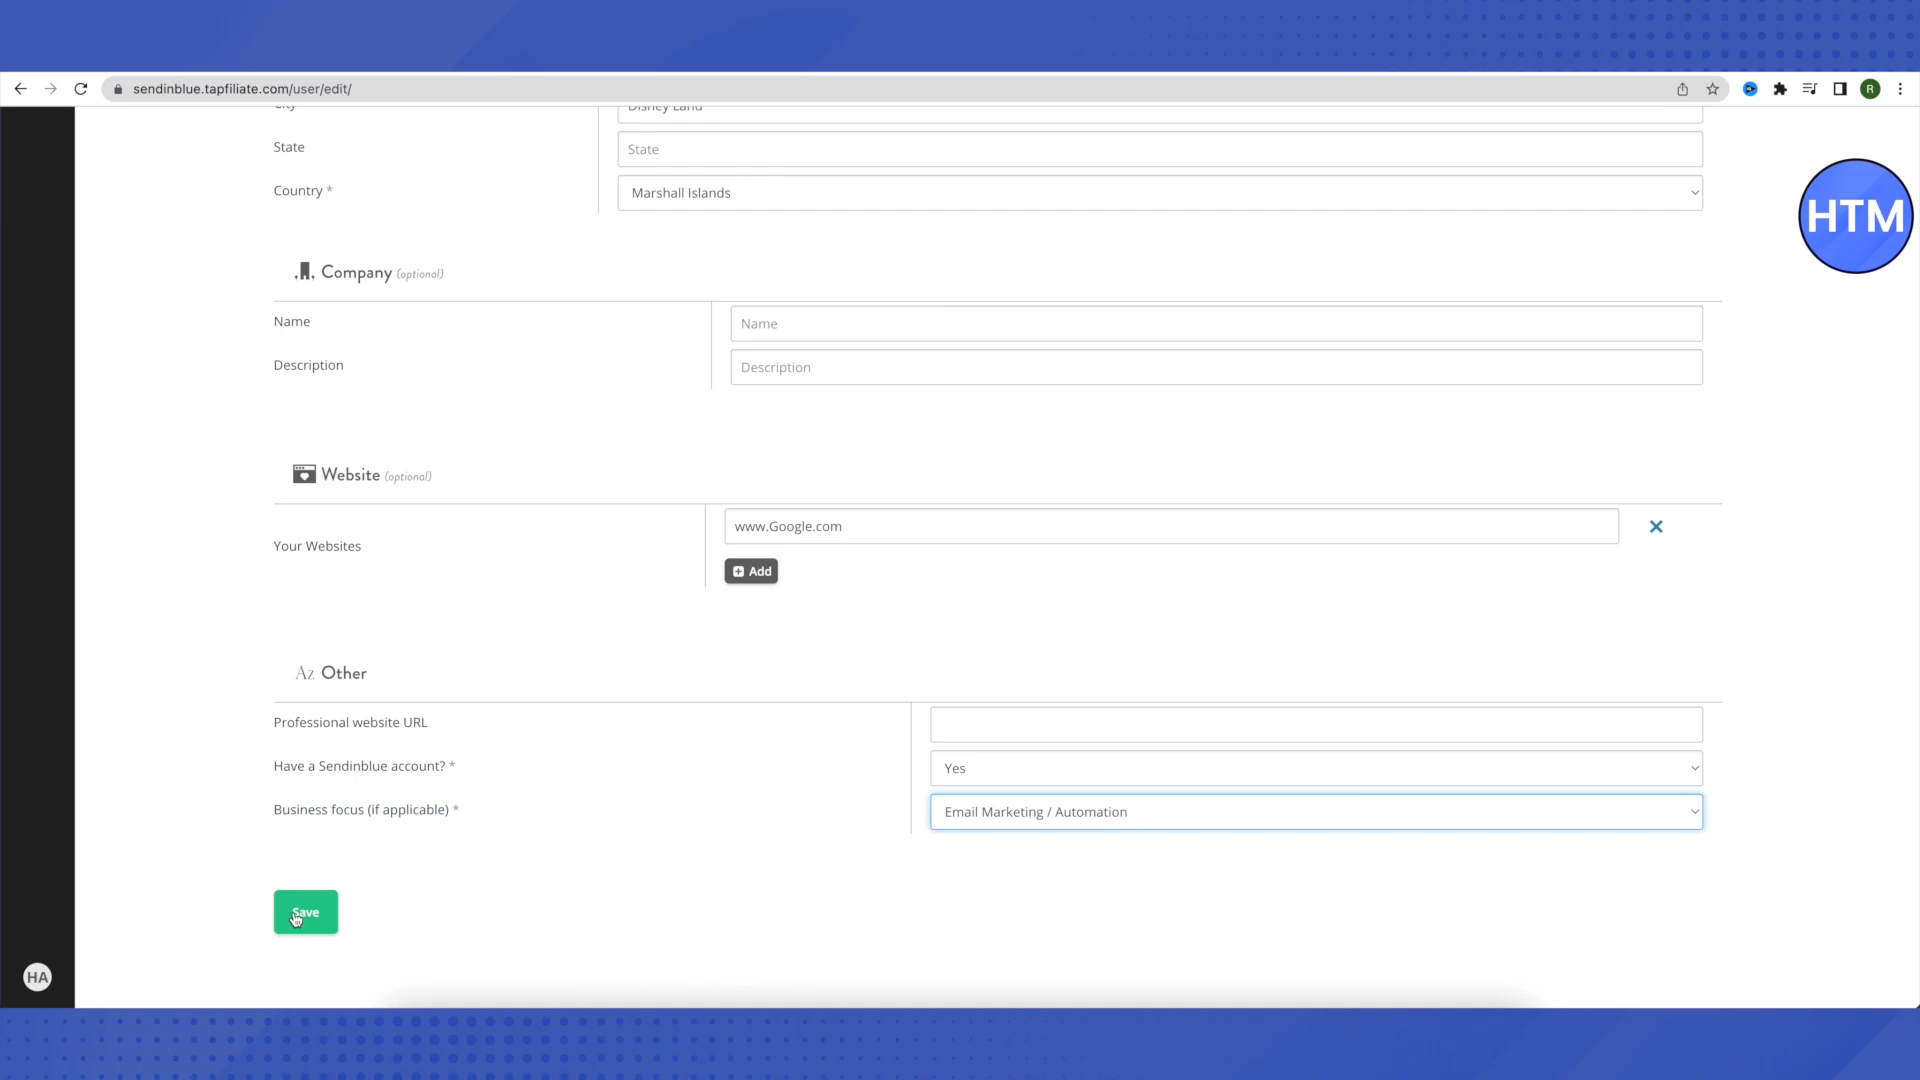 sendinblue.tapfiliate.com/user/edit/
R
City
Disney Land
State
State
Country *
Marshall Islands
HTM
Company (optional)
Name
Name
Description
Description
Website (optional)
Your Websites
www.Google.com
Add
Az Other
Professional website URL
Have a Sendinblue account? *
Yes
Business focus (if applicable) *
Email Marketing / Automation
Save
HA